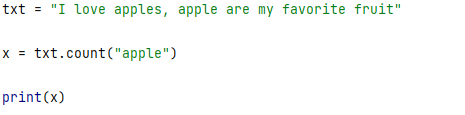 txt = "I love apples, apple are my favorite fruit"
x = txt.count("apple")
print(x)